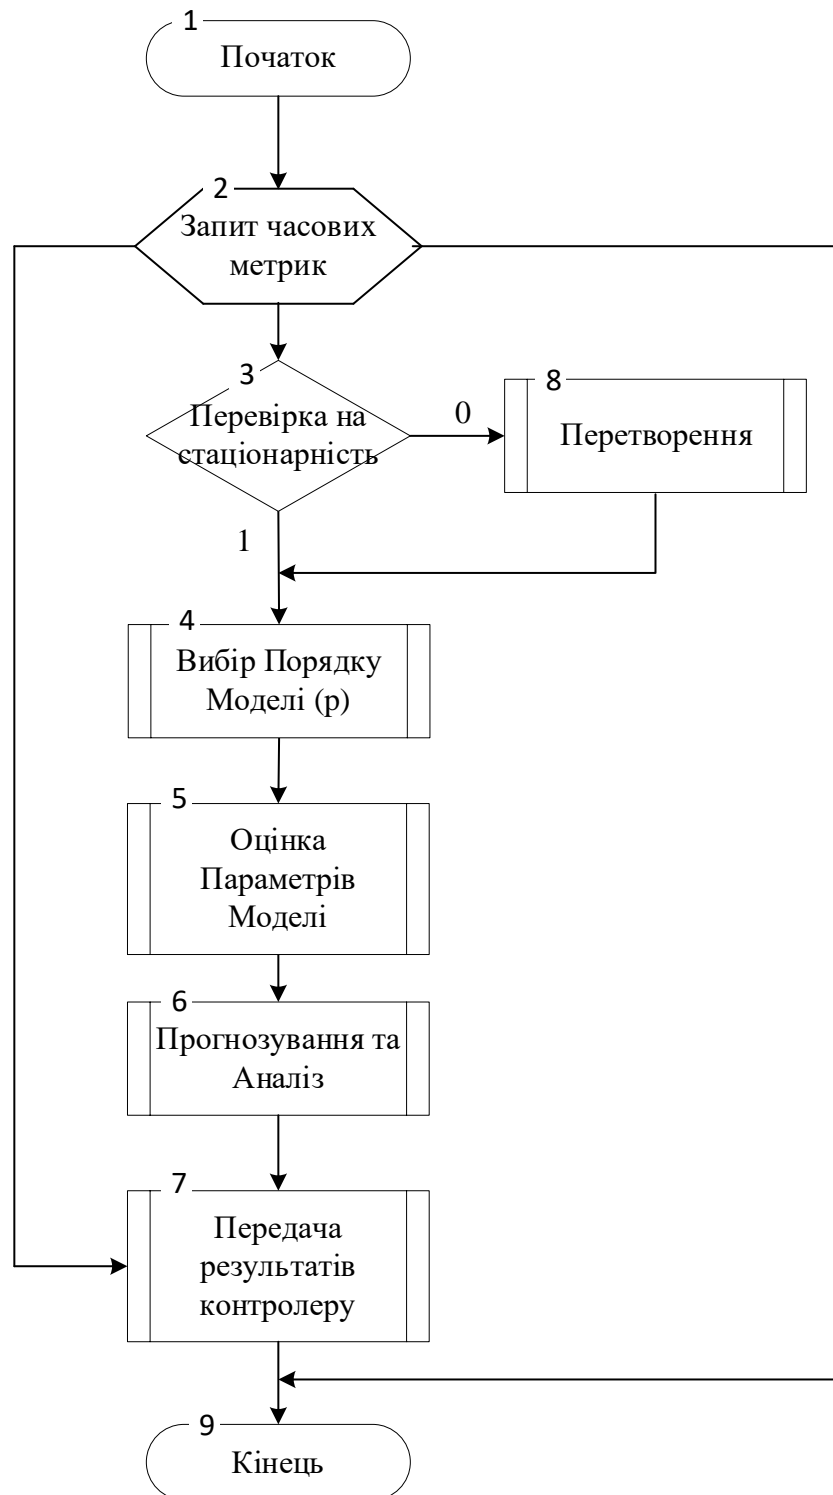 1
Початок
2
Запит часових
метрик
3
Перевірка на
стаціонарність
0
8
Перетворення
1
4
Вибір Порядку
Моделі (p)
5
Оцінка
Параметрів
Моделі
6
Прогнозування та
Аналіз
7
Передача
результатів
контролеру
9
Кінець